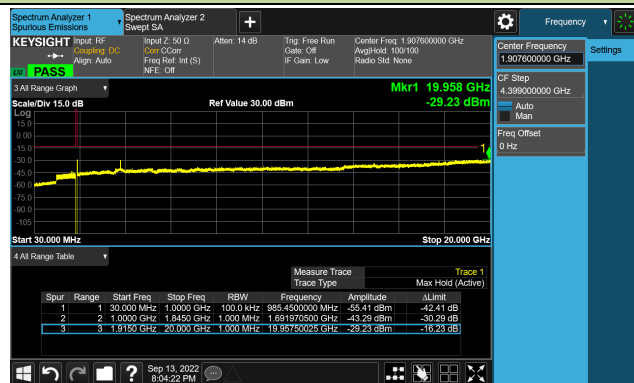 Spectrum Analyzer 1
Spurious Emissions
Spectrum Analyzer 2
Swept SA
Frequency
KEYSIGHT
Input: RF
Coupling: DC
Align: Auto
Input Z: 50 Ω
Corr CCorr
Freq Ref: Int (S)
NFE: Off
Atten: 14 dB
Trig: Free Run
Gate: Off
IF Gain: Low
Center Freq: 1.907600000 GHz
Avg|Hold: 100/100
Radio Std: None
PASS
Center Frequency
1.907600000 GHz
Settings
CF Step
4.399000000 GHz
Auto
Man
Freq Offset
0 Hz
3 All Range Graph
Mkr1 19.958 GHz
Scale/Div 15.0 dB
Ref Value 30.00 dBm
-29.23 dBm
Log
15.0
0.00
-15.0
-30.0
-45.0
-60.0
-75.0
-90.0
-105
1
Start 30.000 MHz
Stop 20.000 GHz
4 All Range Table
Measure Trace Trace 1
Trace Type Max Hold (Active)
Spur Range Start Freq Stop Freq RBW Frequency Amplitude ΔLimit
1 1 30.000 MHz 1.0000 GHz 100.0 kHz 985.4500000 MHz -55.41 dBm -42.41 dB
2 2 1.0000 GHz 1.8450 GHz 1.000 MHz 1.691970500 GHz -43.29 dBm -30.29 dB
3 3 1.9150 GHz 20.000 GHz 1.000 MHz 19.95750025 GHz -29.23 dBm -16.23 dB
Sep 13, 2022
8:04:22 PM